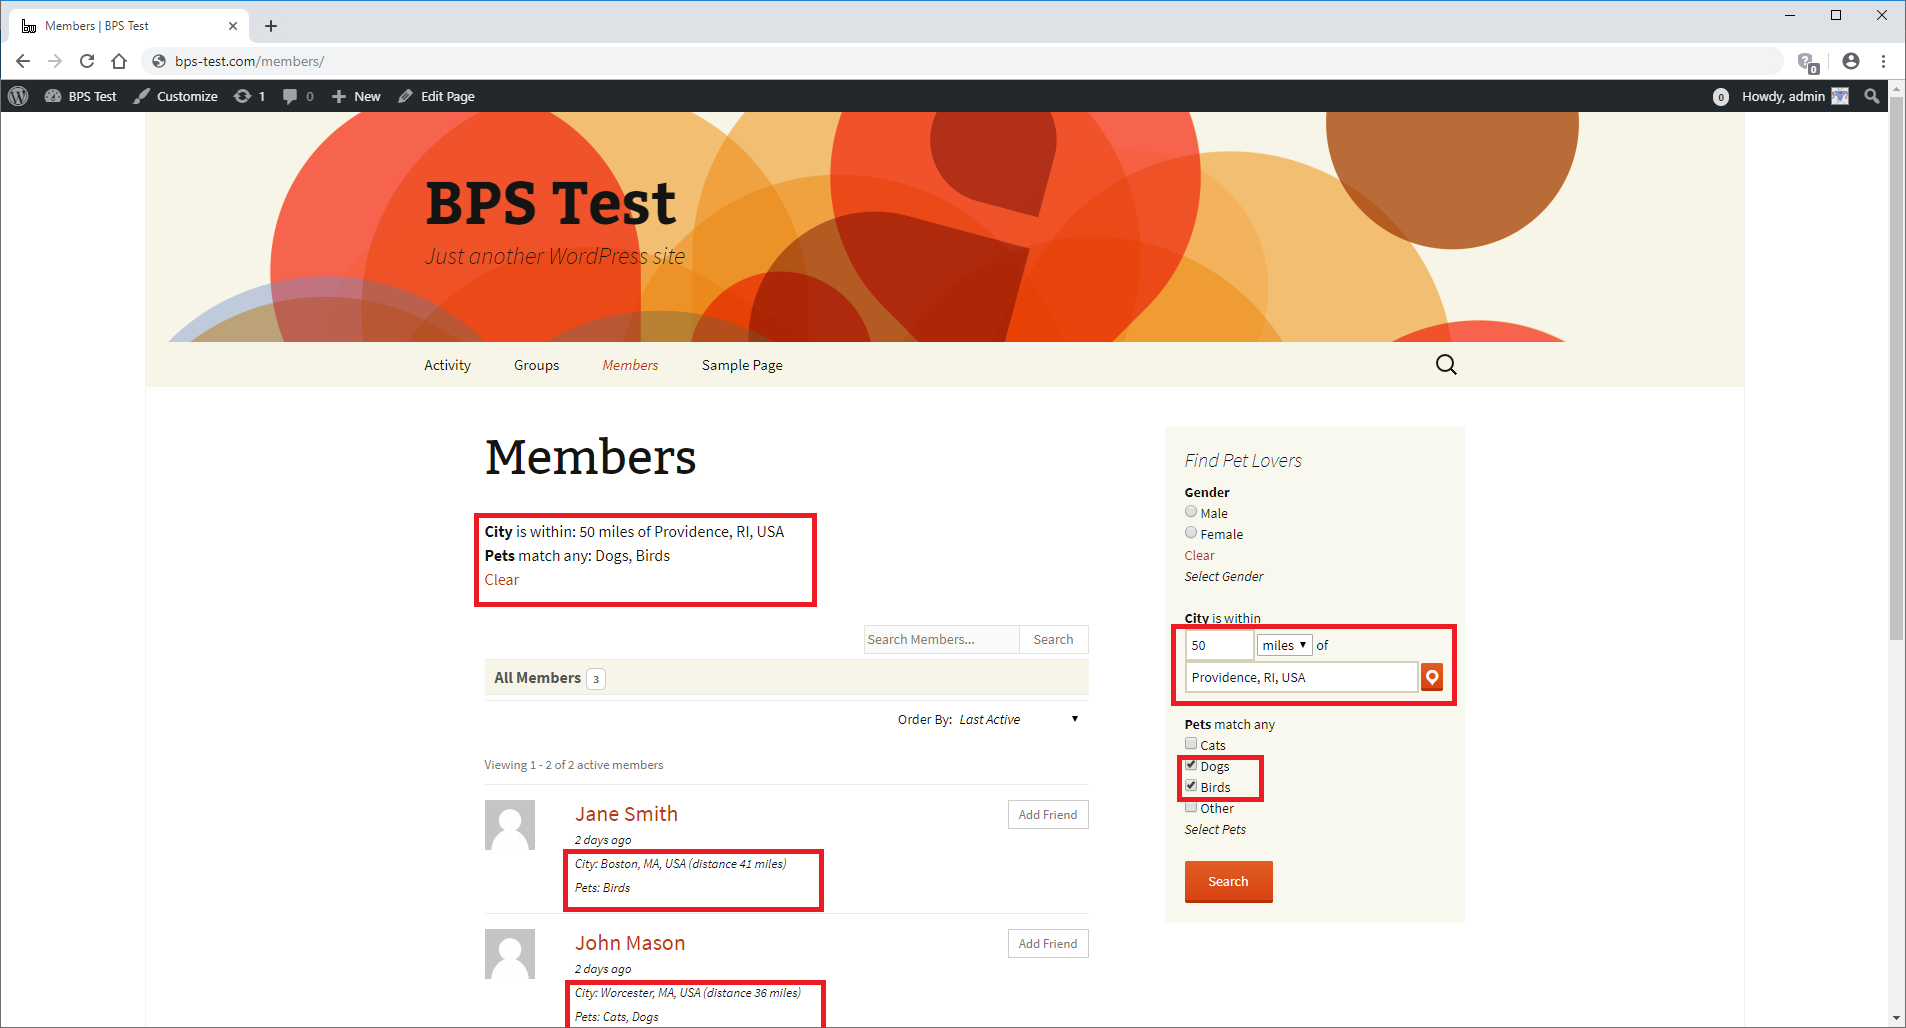 Members | BPS Test
bps-test.com/members/
0
BPS Test Customize 1 0 New Edit Page
0 Howdy, admin
BPS Test
Just another WordPress site
Activity Groups Members Sample Page
Members
City is within: 50 miles of Providence, RI, USA
Pets match any: Dogs, Birds
Clear
Search Members... Search
All Members 3
Order By: Last Active
Viewing 1 - 2 of 2 active members
Jane Smith
Add Friend
2 days ago
City: Boston, MA, USA (distance 41 miles)
Pets: Birds
John Mason
Add Friend
2 days ago
City: Worcester, MA, USA (distance 36 miles)
Pets: Cats, Dogs
Find Pet Lovers
Gender
Male
Female
Clear
Select Gender
City is within
50 miles of
Providence, RI, USA
Pets match any
Cats
Dogs
Birds
Other
Select Pets
Search